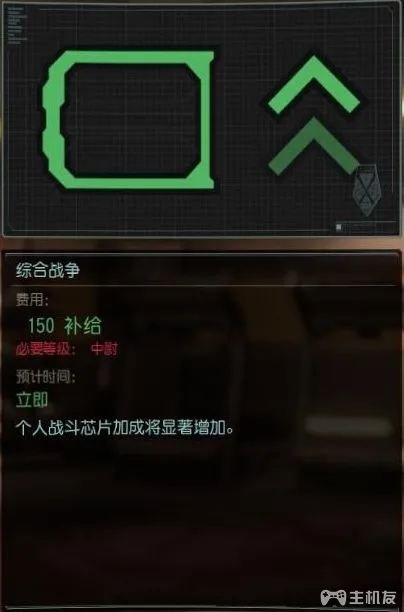 综合战争
费用:
150 补给
必要等级: 中尉
预计时间:
立即
个人战斗芯片加成将显著增加。
主机友